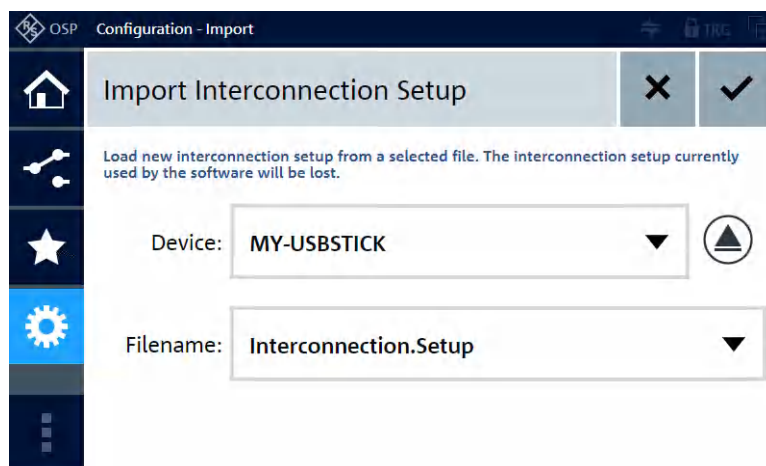 R&S OSP Configuration - Import TRG
Import Interconnection Setup
Load new interconnection setup from a selected file. The interconnection setup currently
used by the software will be lost.
Device: MY-USBSTICK
Filename: Interconnection.Setup